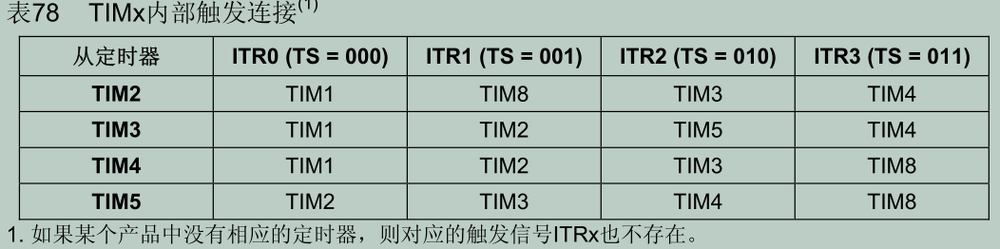 表78 TIMx内部触发连接(1)
从定时器 ITR0 (TS = 000) ITR1 (TS = 001) ITR2 (TS = 010) ITR3 (TS = 011)
TIM2 TIM1 TIM8 TIM3 TIM4
TIM3 TIM1 TIM2 TIM5 TIM4
TIM4 TIM1 TIM2 TIM3 TIM8
TIM5 TIM2 TIM3 TIM4 TIM8
1. 如果某个产品中没有相应的定时器，则对应的触发信号ITRx也不存在。